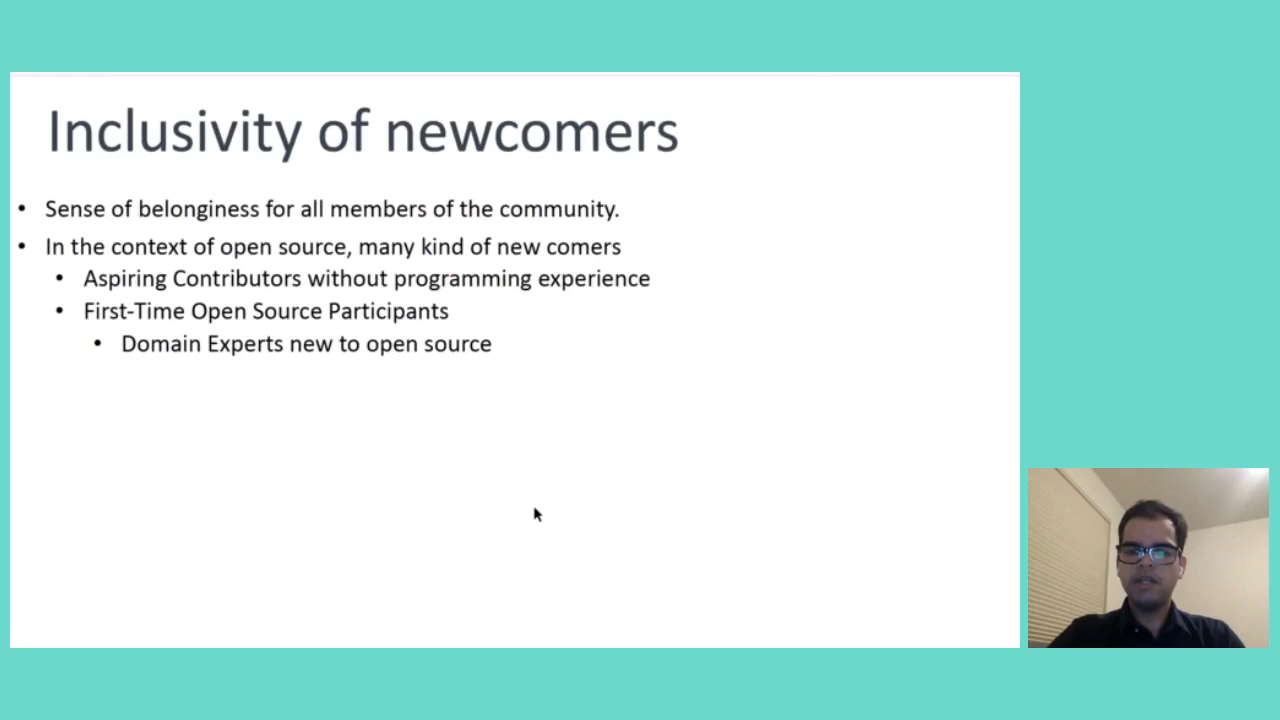 Inclusivity of newcomers
• Sense of belonginess for all members of the community.
• In the context of open source, many kind of new comers
• Aspiring Contributors without programming experience
• First-Time Open Source Participants
• Domain Experts new to open source